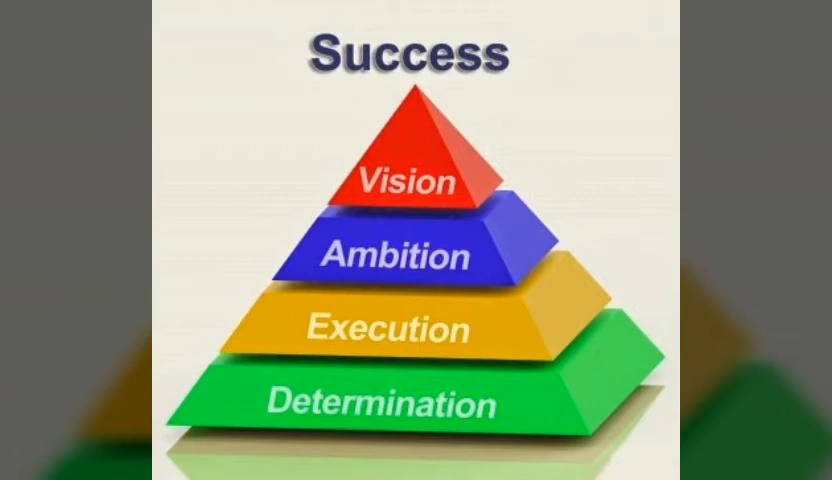 Success
Vision
Ambition
Execution
Determination